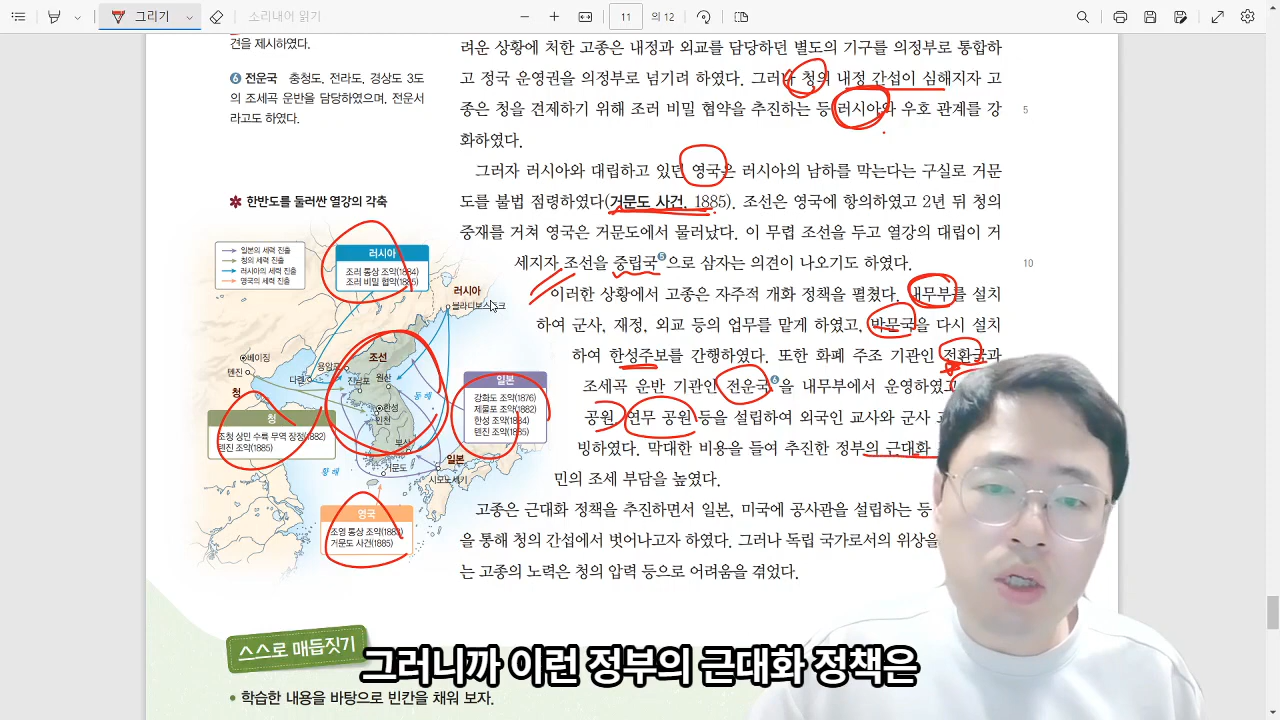 그리기
소리내어 읽기
11
의 12
견을 제시하였다.
6 전운국 충청도, 전라도, 경상도 3도
의 조세곡 운반을 담당하였으며, 전운서
라고도 하였다.
려운 상황에 처한 고종은 내정과 외교를 담당하던 별도의 기구를 의정부로 통합하
고 정국 운영권을 의정부로 넘기려 하였다. 그러나 청의 내정 간섭이 심해지자 고
종은 청을 견제하기 위해 조러 비밀 협약을 추진하는 등 러시아와 우호 관계를 강
5
화하였다.
그러자 러시아와 대립하고 있던 영국은 러시아의 남하를 막는다는 구실로 거문
도를 불법 점령하였다(거문도 사건, 1885). 조선은 영국에 항의하였고 2년 뒤 청의
중재를 거쳐 영국은 거문도에서 물러났다. 이 무렵 조선을 두고 열강의 대립이 거
세지자 조선을 중립국5으로 삼자는 의견이 나오기도 하였다.
10
이러한 상황에서 고종은 자주적 개화 정책을 펼쳤다. 내무부를 설치
하여 군사, 재정, 외교 등의 업무를 맡게 하였고, 박문국을 다시 설치
하여 한성주보를 간행하였다. 또한 화폐 주조 기관인 전환국과
조세곡 운반 기관인 전운국6을 내무부에서 운영하였고
공원, 연무 공원 등을 설립하여 외국인 교사와 군사
빙하였다. 막대한 비용을 들여 추진한 정부의 근대화
민의 조세 부담을 높였다.
고종은 근대화 정책을 추진하면서 일본, 미국에 공사관을 설립하는 등
을 통해 청의 간섭에서 벗어나고자 하였다. 그러나 독립 국가로서의 위상을
는 고종의 노력은 청의 압력 등으로 어려움을 겪었다.
한반도를 둘러싼 열강의 각축
일본의 세력 진출
청의 세력 진출
러시아의 세력 진출
영국의 세력 진출
러시아
조러 통상 조약(1884)
조러 비밀 협약(1885)
러시아
블라디보스토크
조선
베이징
톈진
다롄
용암포
진남포
원산
동해
한성
인천
부산
거문도
황해
시모노세키
일본
청
청
조청 상민 수륙 무역 장정(1882)
톈진 조약(1885)
일본
강화도 조약(1876)
제물포 조약(1882)
한성 조약(1884)
톈진 조약(1885)
영국
조영 통상 조약(1883)
거문도 사건(1885)
스스로 매듭짓기
학습한 내용을 바탕으로 빈칸을 채워 보자.
그러니까 이런 정부의 근대화 정책은